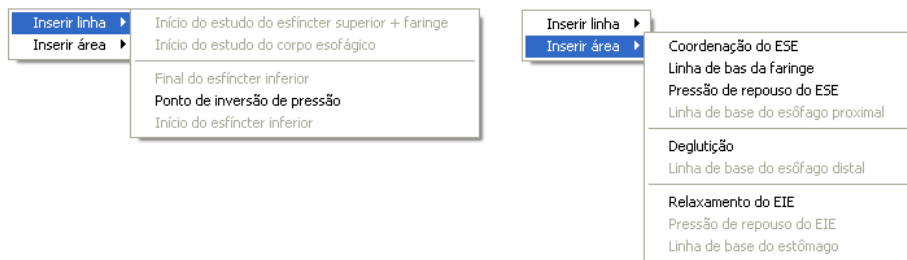 Inserir linha
Inserir área
Início do estudo do esfíncter superior + faringe
Início do estudo do corpo esofágico
Final do esfíncter inferior
Ponto de inversão de pressão
Início do esfíncter inferior
Inserir linha
Inserir área
Coordenação do ESE
Linha de bas da faringe
Pressão de repouso do ESE
Linha de base do esôfago proximal
Deglutição
Linha de base do esôfago distal
Relaxamento do EIE
Pressão de repouso do EIE
Linha de base do estômago